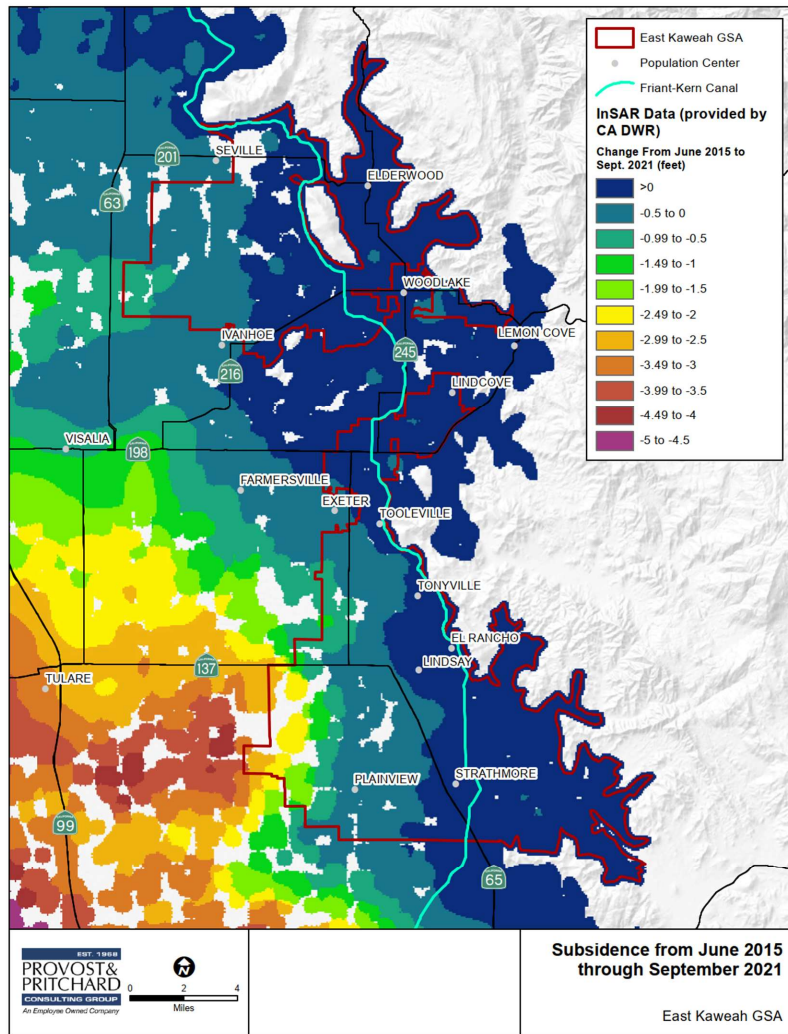 East Kaweah GSA
Population Center
Friant-Kern Canal
InSAR Data (provided by
CA DWR)
Change From June 2015 to
Sept. 2021 (feet)
>0
-0.5 to 0
-0.99 to -0.5
-1.49 to -1
-1.99 to -1.5
-2.49 to -2
-2.99 to -2.5
-3.49 to -3
-3.99 to -3.5
-4.49 to -4
-5 to -4.5
201
SEVILLE
ELDERWOOD
63
WOODLAKE
IVANHOE
LEMON COVE
245
216
LINDCOVE
VISALIA
198
FARMERSVILLE
EXETER
TOOLEVILLE
TONYVILLE
EL RANCHO
137
LINDSAY
TULARE
STRATHMORE
PLAINVIEW
99
65
EST. 1968
PROVOST&
PRITCHARD
CONSULTING GROUP
An Employee Owned Company
N
0 2 4
Miles
Subsidence from June 2015
through September 2021
East Kaweah GSA